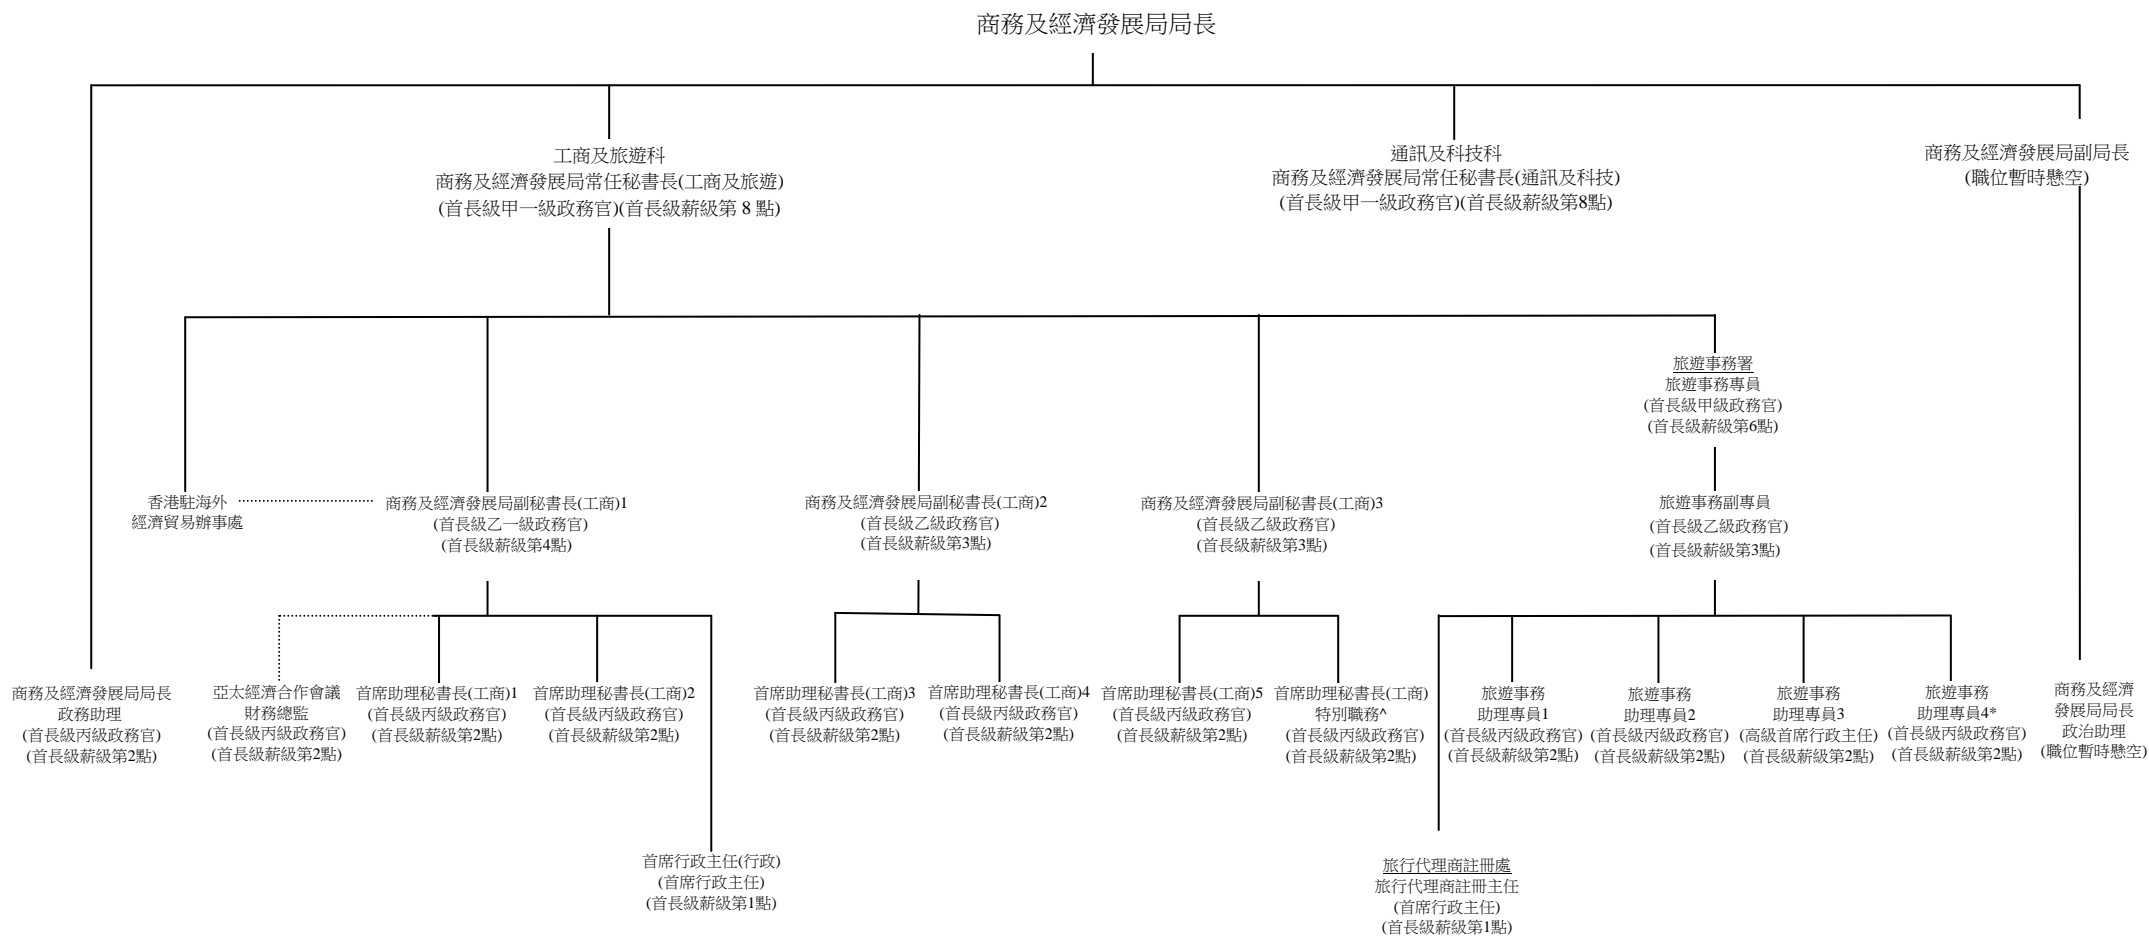 商務及經濟發展局局長
工商及旅遊科
商務及經濟發展局常任秘書長(工商及旅遊)
(首長級甲一級政務官)(首長級薪級第 8 點)
通訊及科技科
商務及經濟發展局常任秘書長(通訊及科技)
(首長級甲一級政務官)(首長級薪級第8點)
商務及經濟發展局副局長
(職位暫時懸空)
旅遊事務署
旅遊事務專員
(首長級甲級政務官)
(首長級薪級第6點)
香港駐海外
經濟貿易辦事處
商務及經濟發展局副秘書長(工商)1
(首長級乙一級政務官)
(首長級薪級第4點)
商務及經濟發展局副秘書長(工商)2
(首長級乙級政務官)
(首長級薪級第3點)
商務及經濟發展局副秘書長(工商)3
(首長級乙級政務官)
(首長級薪級第3點)
旅遊事務副專員
(首長級乙級政務官)
(首長級薪級第3點)
商務及經濟發展局局長
政務助理
(首長級丙級政務官)
(首長級薪級第2點)
亞太經濟合作會議
財務總監
(首長級丙級政務官)
(首長級薪級第2點)
首席助理秘書長(工商)1
(首長級丙級政務官)
(首長級薪級第2點)
首席助理秘書長(工商)2
(首長級丙級政務官)
(首長級薪級第2點)
首席助理秘書長(工商)3
(首長級丙級政務官)
(首長級薪級第2點)
首席助理秘書長(工商)4
(首長級丙級政務官)
(首長級薪級第2點)
首席助理秘書長(工商)5
(首長級丙級政務官)
(首長級薪級第2點)
首席助理秘書長(工商)
特別職務^
(首長級丙級政務官)
(首長級薪級第2點)
旅遊事務
助理專員1
(首長級丙級政務官)
(首長級薪級第2點)
旅遊事務
助理專員2
(首長級丙級政務官)
(首長級薪級第2點)
旅遊事務
助理專員3
(高級首席行政主任)
(首長級薪級第2點)
旅遊事務
助理專員4*
(首長級丙級政務官)
(首長級薪級第2點)
商務及經濟
發展局局長
政治助理
(職位暫時懸空)
首席行政主任(行政)
(首席行政主任)
(首長級薪級第1點)
旅行代理商註冊處
旅行代理商註冊主任
(首席行政主任)
(首長級薪級第1點)